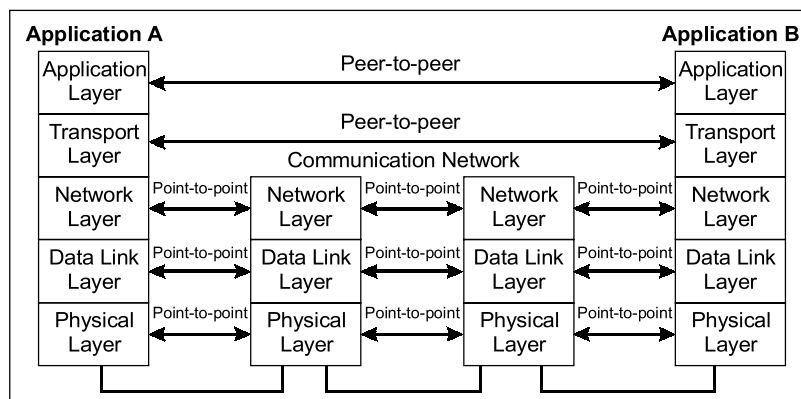 Application A
Application B
Application
Layer
Peer-to-peer
Application
Layer
Transport
Layer
Peer-to-peer
Transport
Layer
Communication Network
Network
Layer
Point-to-point
Network
Layer
Point-to-point
Network
Layer
Point-to-point
Network
Layer
Data Link
Layer
Point-to-point
Data Link
Layer
Point-to-point
Data Link
Layer
Point-to-point
Data Link
Layer
Physical
Layer
Point-to-point
Physical
Layer
Point-to-point
Physical
Layer
Point-to-point
Physical
Layer